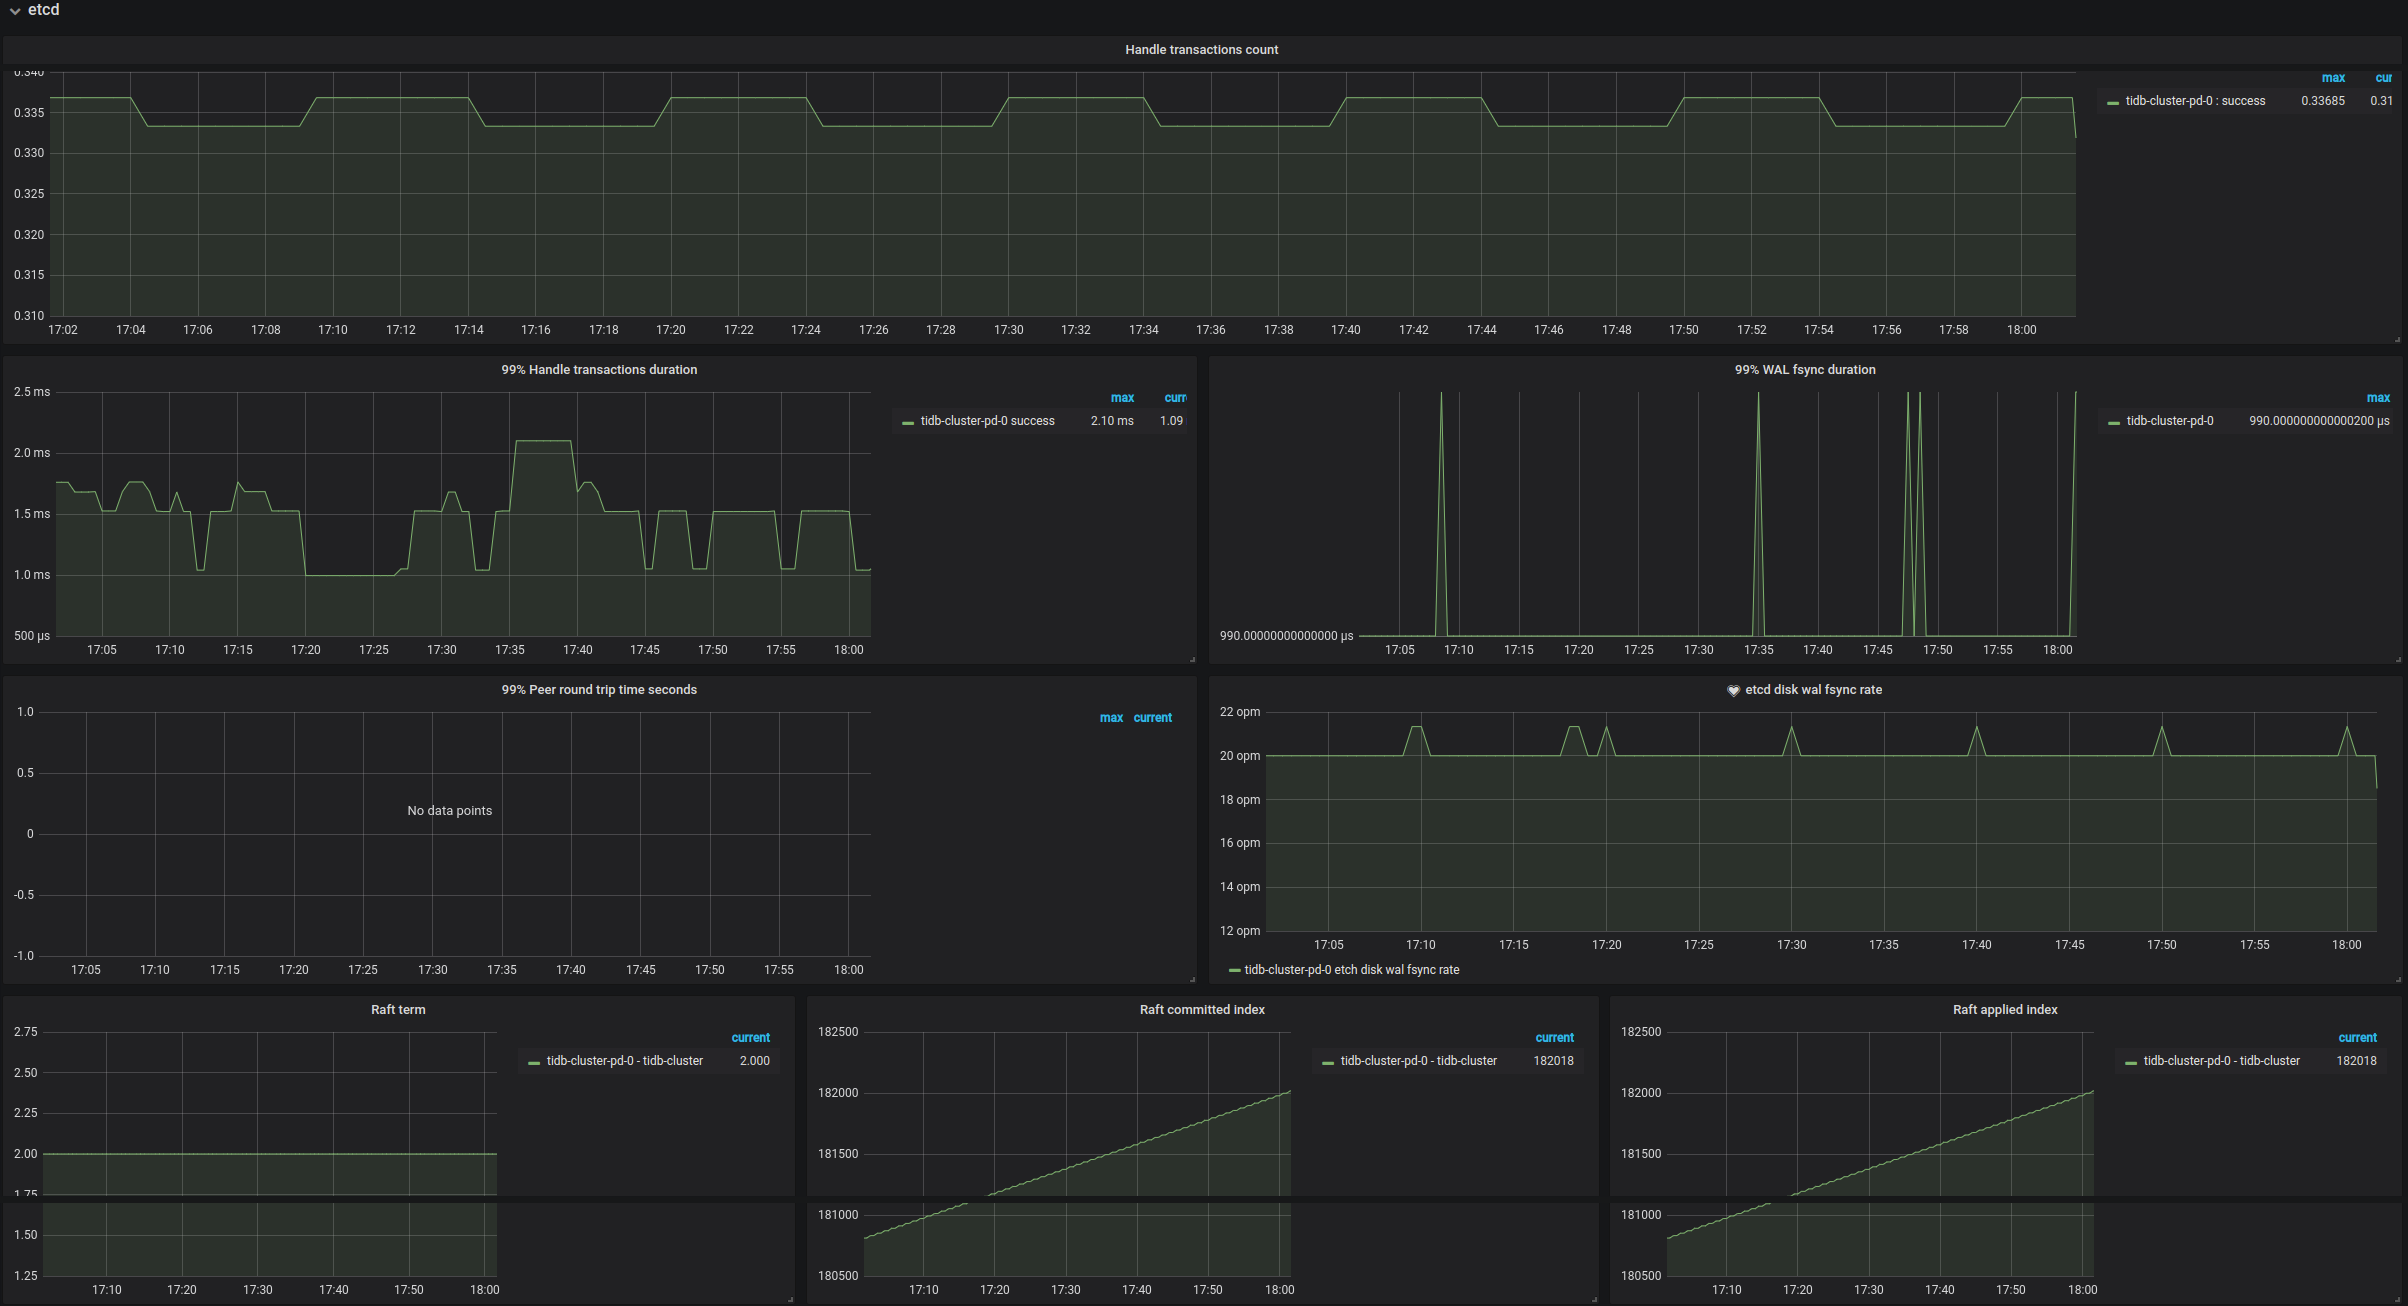 etcd
Handle transactions count
0.340
0.335
0.330
0.325
0.320
0.315
0.310
17:02 17:04 17:06 17:08 17:10 17:12 17:14 17:16 17:18 17:20 17:22 17:24 17:26 17:28 17:30 17:32 17:34 17:36 17:38 17:40 17:42 17:44 17:46 17:48 17:50 17:52 17:54 17:56 17:58 18:00
max cur
tidb-cluster-pd-0 : success 0.33685 0.31
99% Handle transactions duration
2.5 ms
2.0 ms
1.5 ms
1.0 ms
500 µs
17:05 17:10 17:15 17:20 17:25 17:30 17:35 17:40 17:45 17:50 17:55 18:00
max curr
tidb-cluster-pd-0 success 2.10 ms 1.09
99% WAL fsync duration
990.00000000000000 µs
17:05 17:10 17:15 17:20 17:25 17:30 17:35 17:40 17:45 17:50 17:55 18:00
max
tidb-cluster-pd-0 990.000000000000200 µs
99% Peer round trip time seconds
1.0
0.5
0
-0.5
-1.0
No data points
17:05 17:10 17:15 17:20 17:25 17:30 17:35 17:40 17:45 17:50 17:55 18:00
max current
etcd disk wal fsync rate
22 opm
20 opm
18 opm
16 opm
14 opm
12 opm
17:05 17:10 17:15 17:20 17:25 17:30 17:35 17:40 17:45 17:50 17:55 18:00
tidb-cluster-pd-0 etch disk wal fsync rate
Raft term
2.75
2.50
2.25
2.00
1.75
1.50
1.25
17:10 17:20 17:30 17:40 17:50 18:00
current
tidb-cluster-pd-0 - tidb-cluster 2.000
Raft committed index
182500
182000
181500
181000
180500
17:10 17:20 17:30 17:40 17:50 18:00
current
tidb-cluster-pd-0 - tidb-cluster 182018
Raft applied index
182500
182000
181500
181000
180500
17:10 17:20 17:30 17:40 17:50 18:00
current
tidb-cluster-pd-0 - tidb-cluster 182018